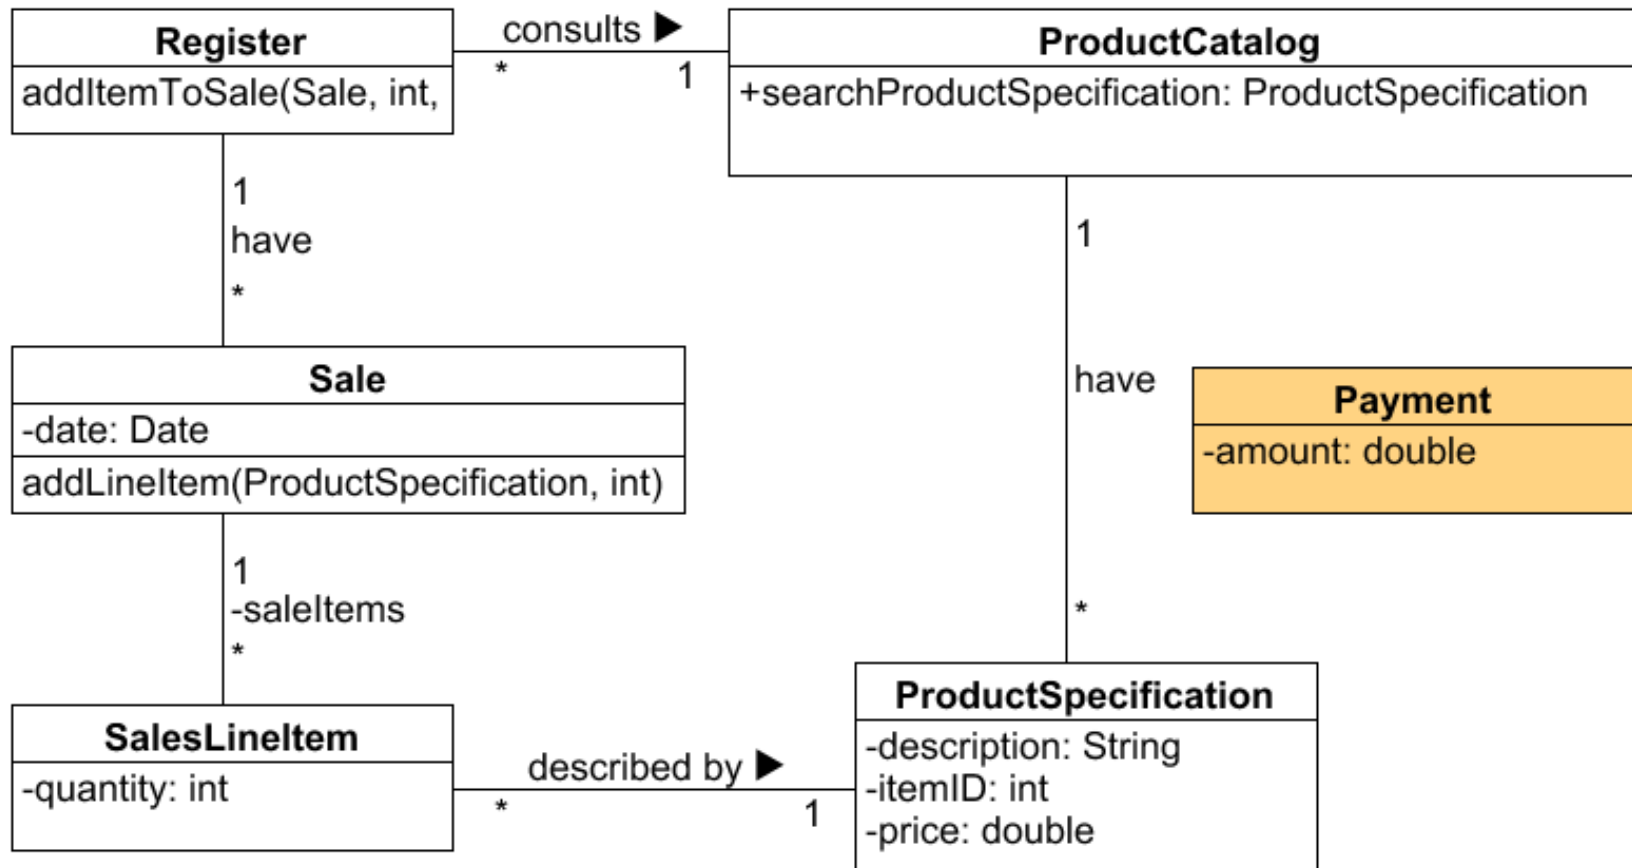 Register
addItemToSale(Sale, int,
consults ▶
*
1
ProductCatalog
+searchProductSpecification: ProductSpecification
1
have
*
1
have
*
Sale
-date: Date
addLineItem(ProductSpecification, int)
Payment
-amount: double
1
-saleItems
*
SalesLineItem
-quantity: int
described by ▶
*
1
ProductSpecification
-description: String
-itemID: int
-price: double